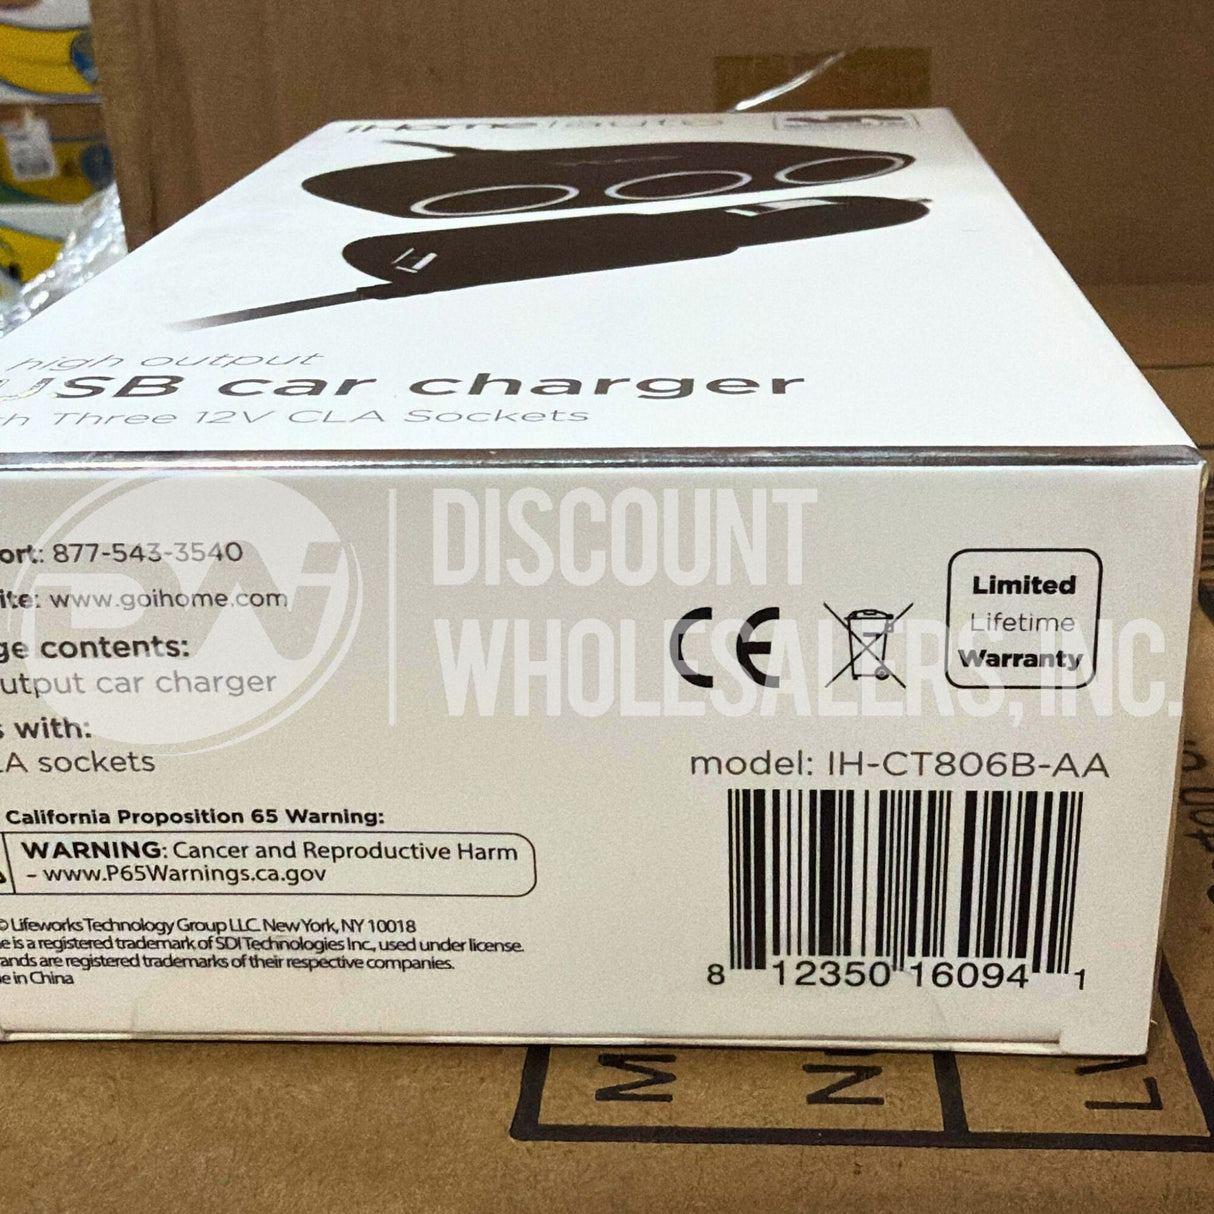 iHome | auto
high output
USB car charger
Three 12V CLA Sockets
DISCOUNT
WHOLESALERS, INC.
ort: 877-543-3540
ite: www.goihome.com
ge contents:
utput car charger
s with:
LA sockets
California Proposition 65 Warning:
WARNING: Cancer and Reproductive Harm
- www.P65Warnings.ca.gov
© Lifeworks Technology Group LLC. New York, NY 10018
e is a registered trademark of SDI Technologies Inc., used under license.
ands are registered trademarks of their respective companies.
e in China
CE
Limited
Lifetime
Warranty
model: IH-CT806B-AA
8 12350 16094 1